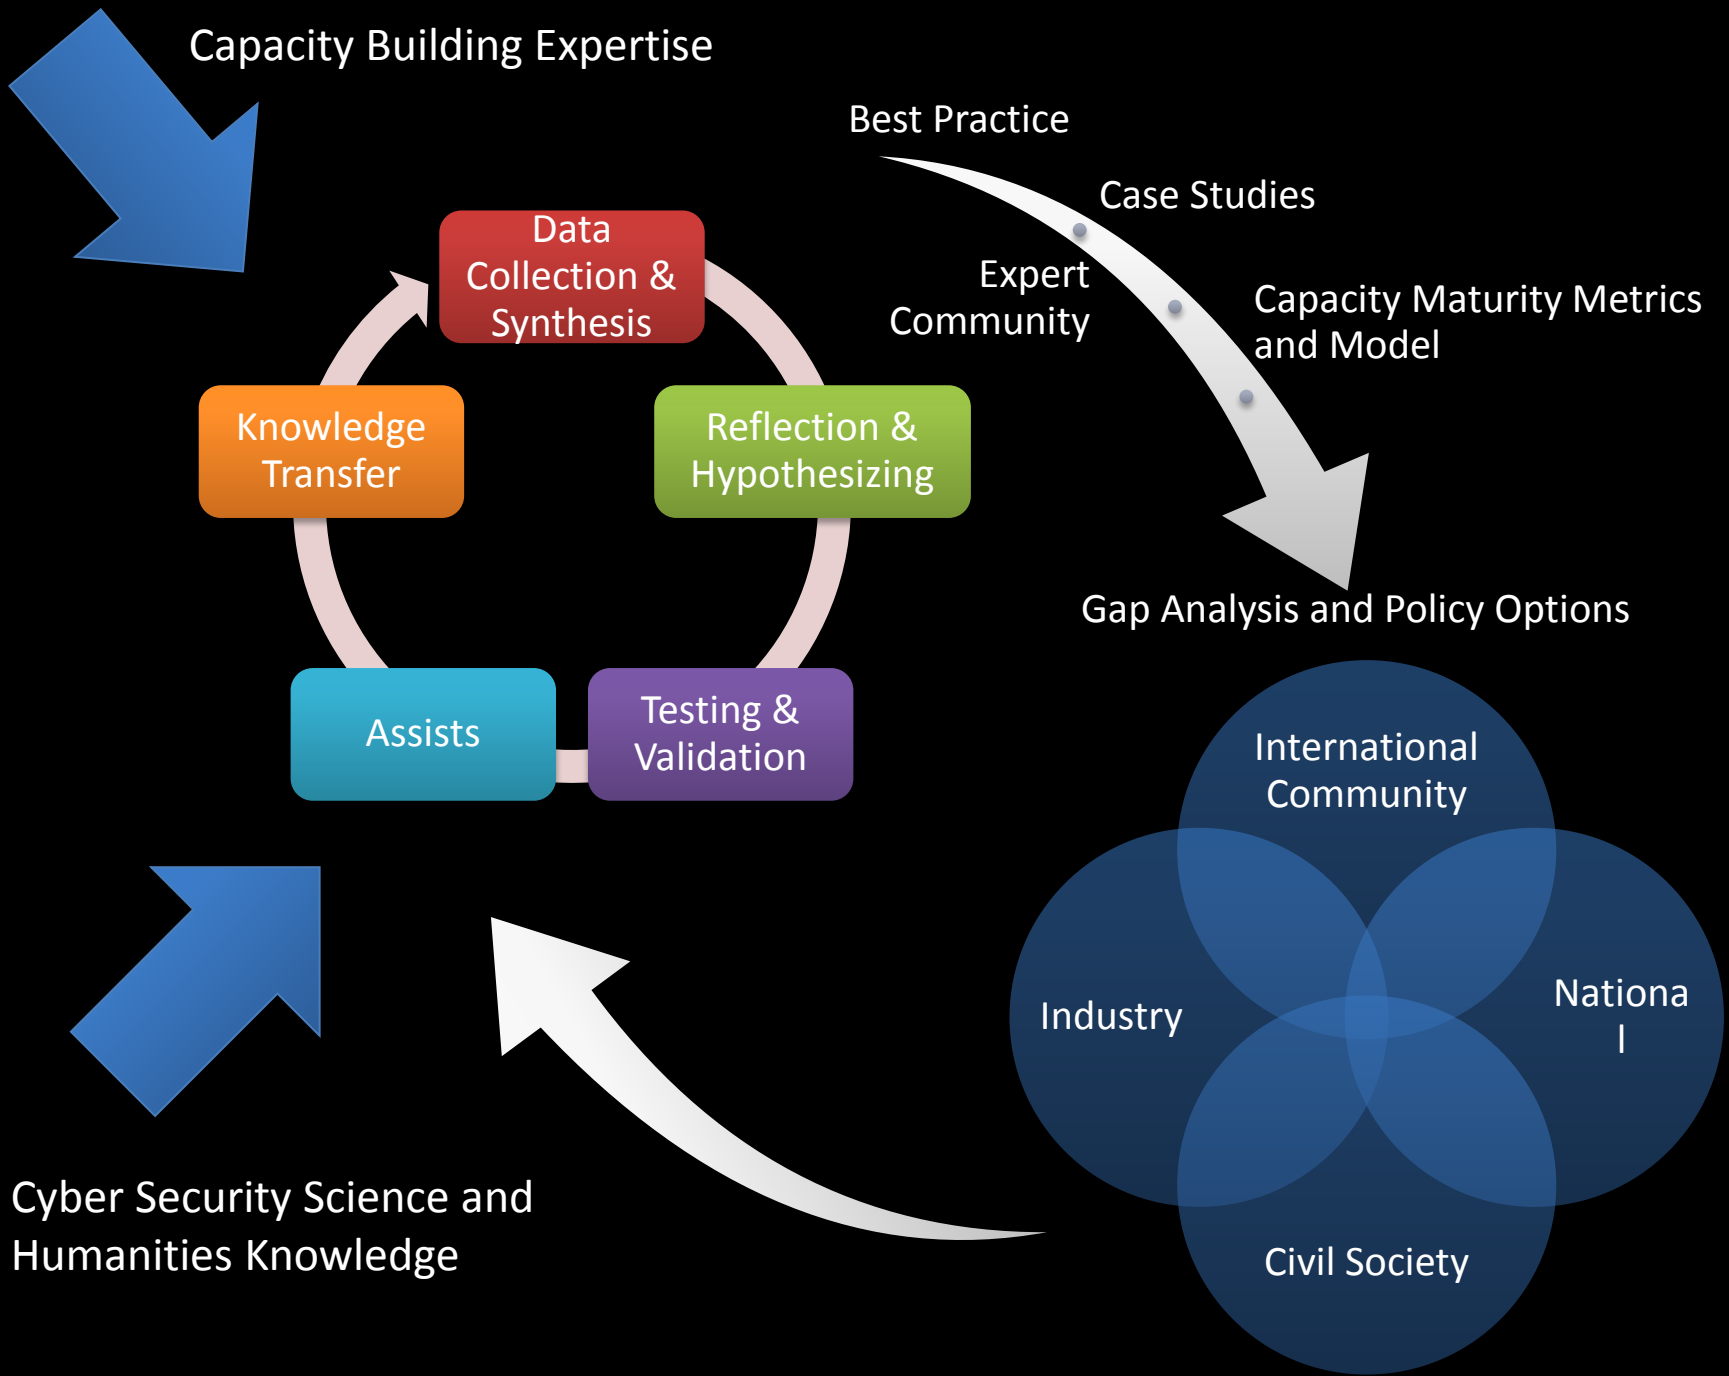 Capacity Building Expertise
Best Practice
Case Studies
Expert
Community
Capacity Maturity Metrics
and Model
Gap Analysis and Policy Options
Data
Collection &
Synthesis
Reflection &
Hypothesizing
Testing &
Validation
Assists
Knowledge
Transfer
International
Community
Industry
Nationa
l
Civil Society
Cyber Security Science and
Humanities Knowledge